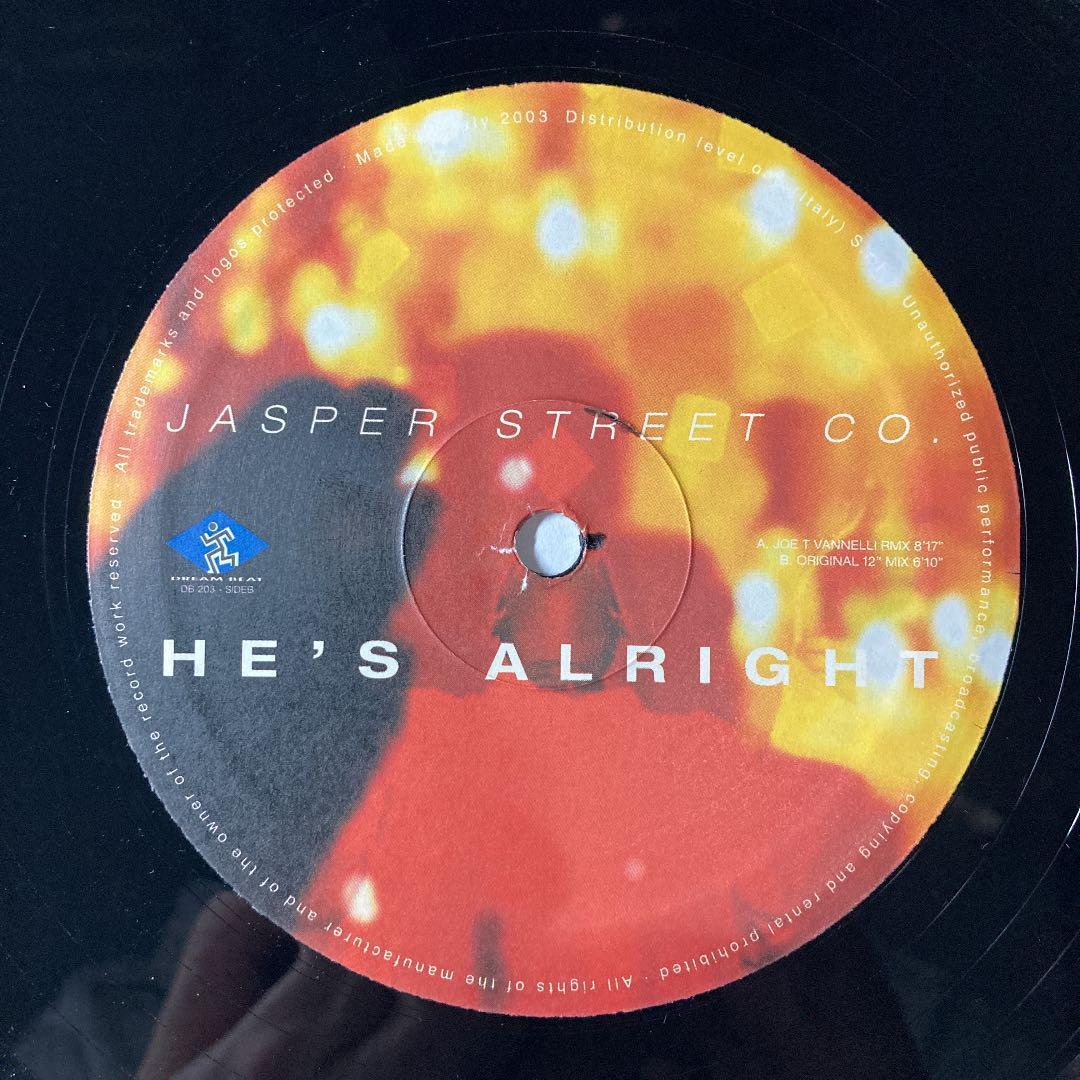 JASPER STREET CO.
A. JOE T VANNELLI RMX 8'17"
B. ORIGINAL 12" MIX 6'10"
DREAM BEAT
DB 203 - SIDEB
HE'S ALRIGHT
All rights of the manufacturer and of the owner of the record work reserved · All trademarks and logos protected · Made 2003 Distribution level (Italy) Unauthorized public performance, broadcasting, copying and rental prohibited ·